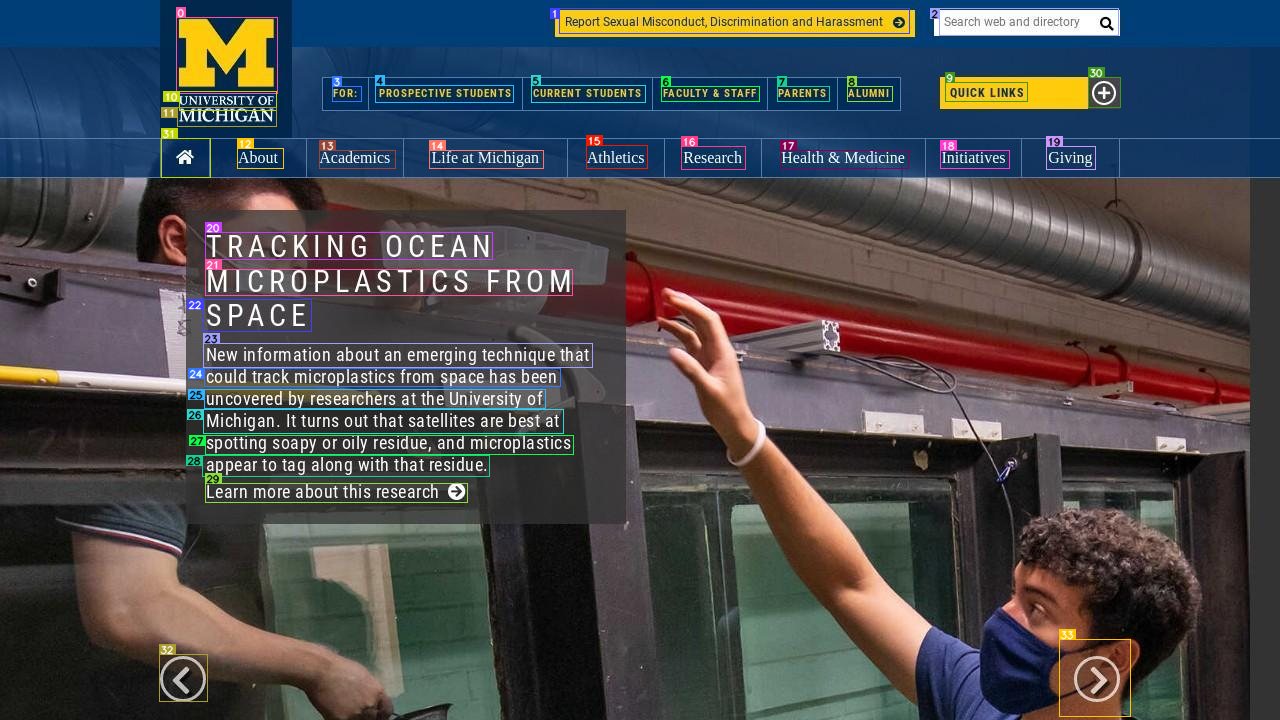 Report Sexual Misconduct, Discrimination and Harassment
Search web and directory
M
UNIVERSITY OF
MICHIGAN
FOR:
PROSPECTIVE STUDENTS
CURRENT STUDENTS
FACULTY & STAFF
PARENTS
ALUMNI
QUICK LINKS
About
Academics
Life at Michigan
Athletics
Research
Health & Medicine
Initiatives
Giving
TRACKING OCEAN
MICROPLASTICS FROM
SPACE
New information about an emerging technique that
could track microplastics from space has been
uncovered by researchers at the University of
Michigan. It turns out that satellites are best at
spotting soapy or oily residue, and microplastics
appear to tag along with that residue.
Learn more about this research
0
1
2
3
4
5
6
7
8
9
10
11
12
13
14
15
16
17
18
19
20
21
22
23
24
25
26
27
28
29
30
31
32
33